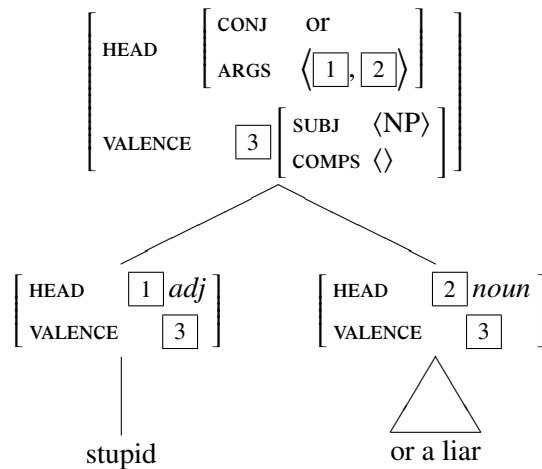 HEAD CONJ or
ARGS ⟨1, 2⟩
VALENCE 3 SUBJ ⟨NP⟩
COMPS ⟨⟩
HEAD 1 adj HEAD 2 noun
VALENCE 3 VALENCE 3
stupid or a liar